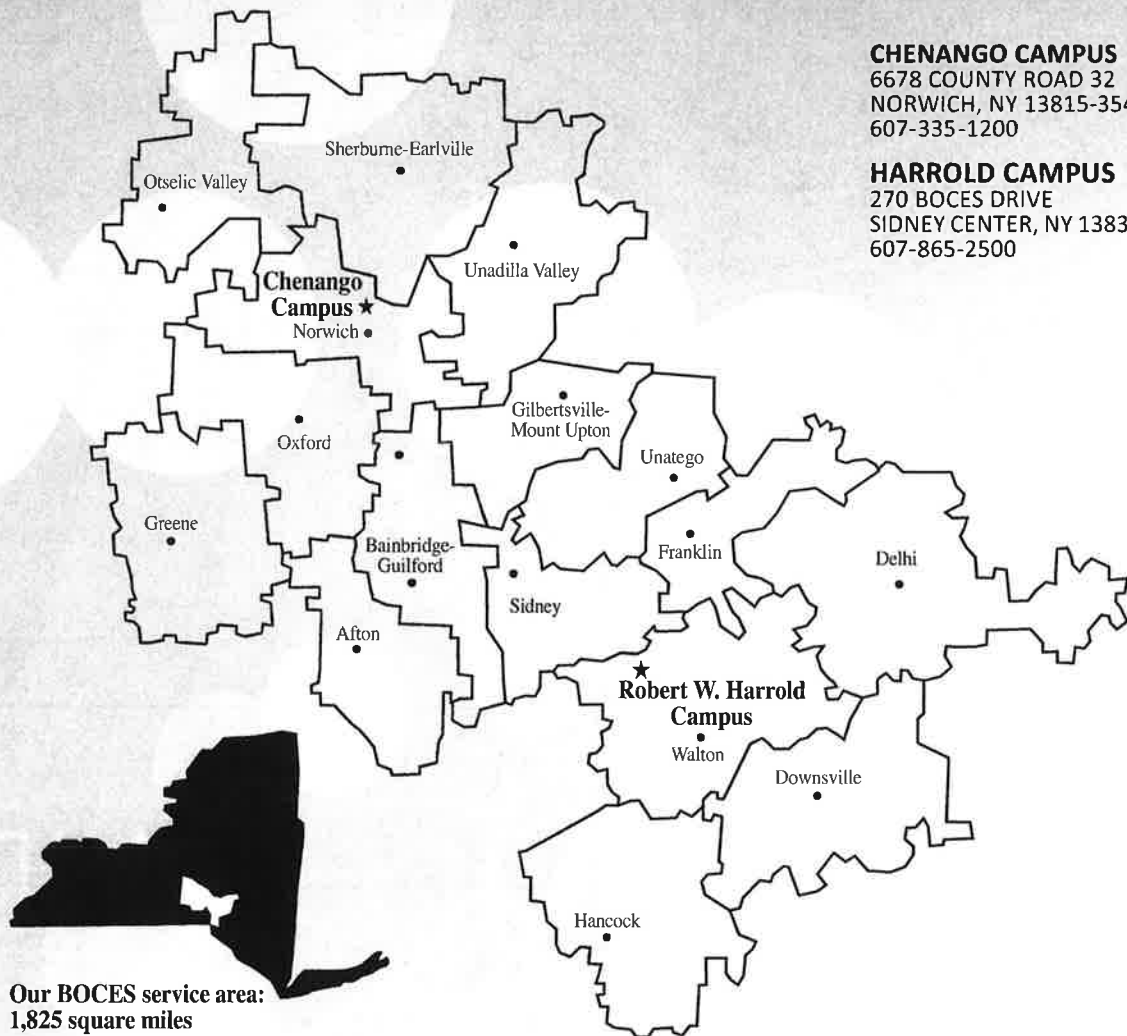 CHENANGO CAMPUS
6678 COUNTY ROAD 32
NORWICH, NY
607-335-1200
HARROLD CAMPUS
270 BOCES DRIVE
SIDNEY CENTER, NY
607-865-2500
Sherburne-Earlville
Otselic Valley
Unadilla Valley
Chenango
Campus
Norwich
Gilbertsville-
Mount Upton
Oxford
Unatego
Greene
Franklin
Bainbridge-
Guilford
Delhi
Sidney
Afton
Robert W. Harrold
Campus
Walton
Downsville
Hancock
Our BOCES service area:
1,825 square miles